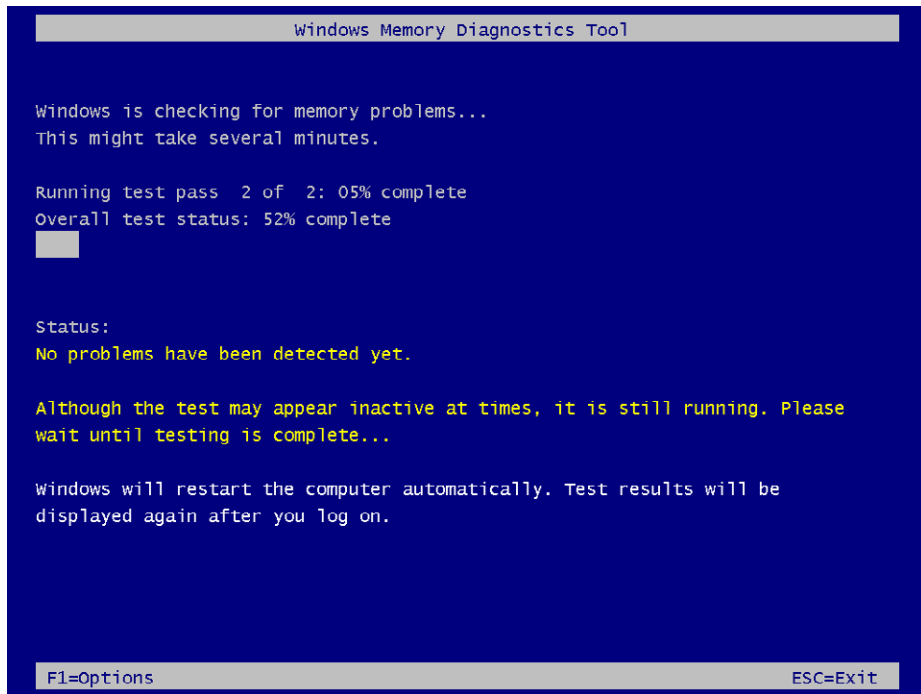 Windows Memory Diagnostics Tool
Windows is checking for memory problems...
This might take several minutes.
Running test pass  2 of  2: 05% complete
Overall test status: 52% complete
Status:
No problems have been detected yet.
Although the test may appear inactive at times, it is still running. Please
wait until testing is complete...
Windows will restart the computer automatically. Test results will be
displayed again after you log on.
F1=Options ESC=Exit